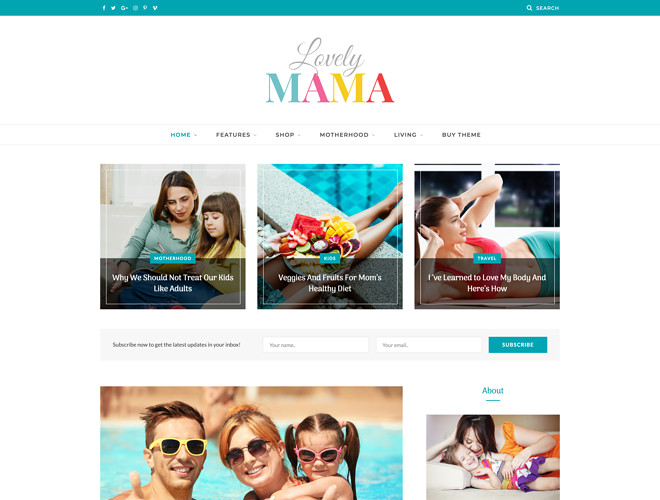 SEARCH
Lovely
MAMA
HOME
FEATURES
SHOP
MOTHERHOOD
LIVING
BUY THEME
MOTHERHOOD
Why We Should Not Treat Our Kids
Like Adults
KIDS
Veggies And Fruits For Mom's
Healthy Diet
TRAVEL
I´ve Learned to Love My Body And
Here's How
Subscribe now to get the latest updates in your inbox!
Your name..
Your email..
SUBSCRIBE
About